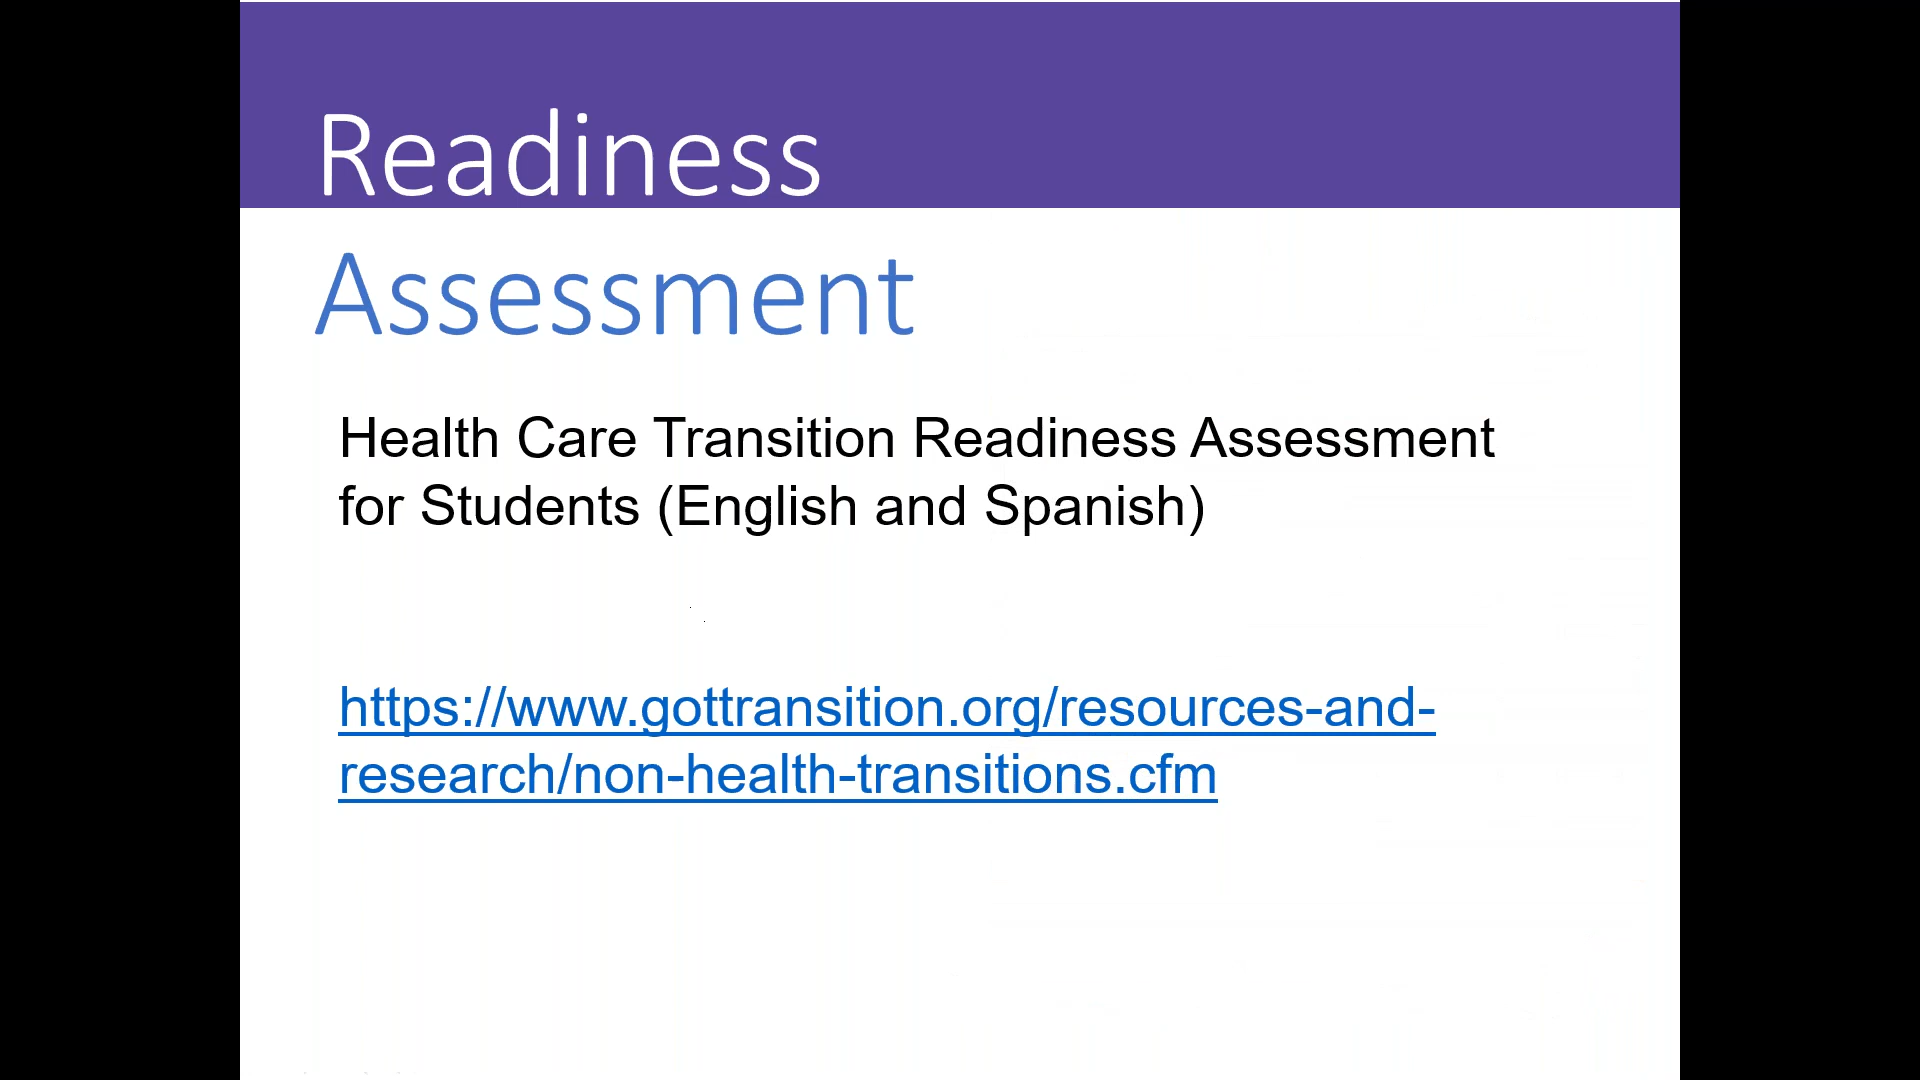 Readiness
Assessment
Health Care Transition Readiness Assessment
for Students (English and Spanish)
https://www.gottransition.org/resources-and-
research/non-health-transitions.cfm